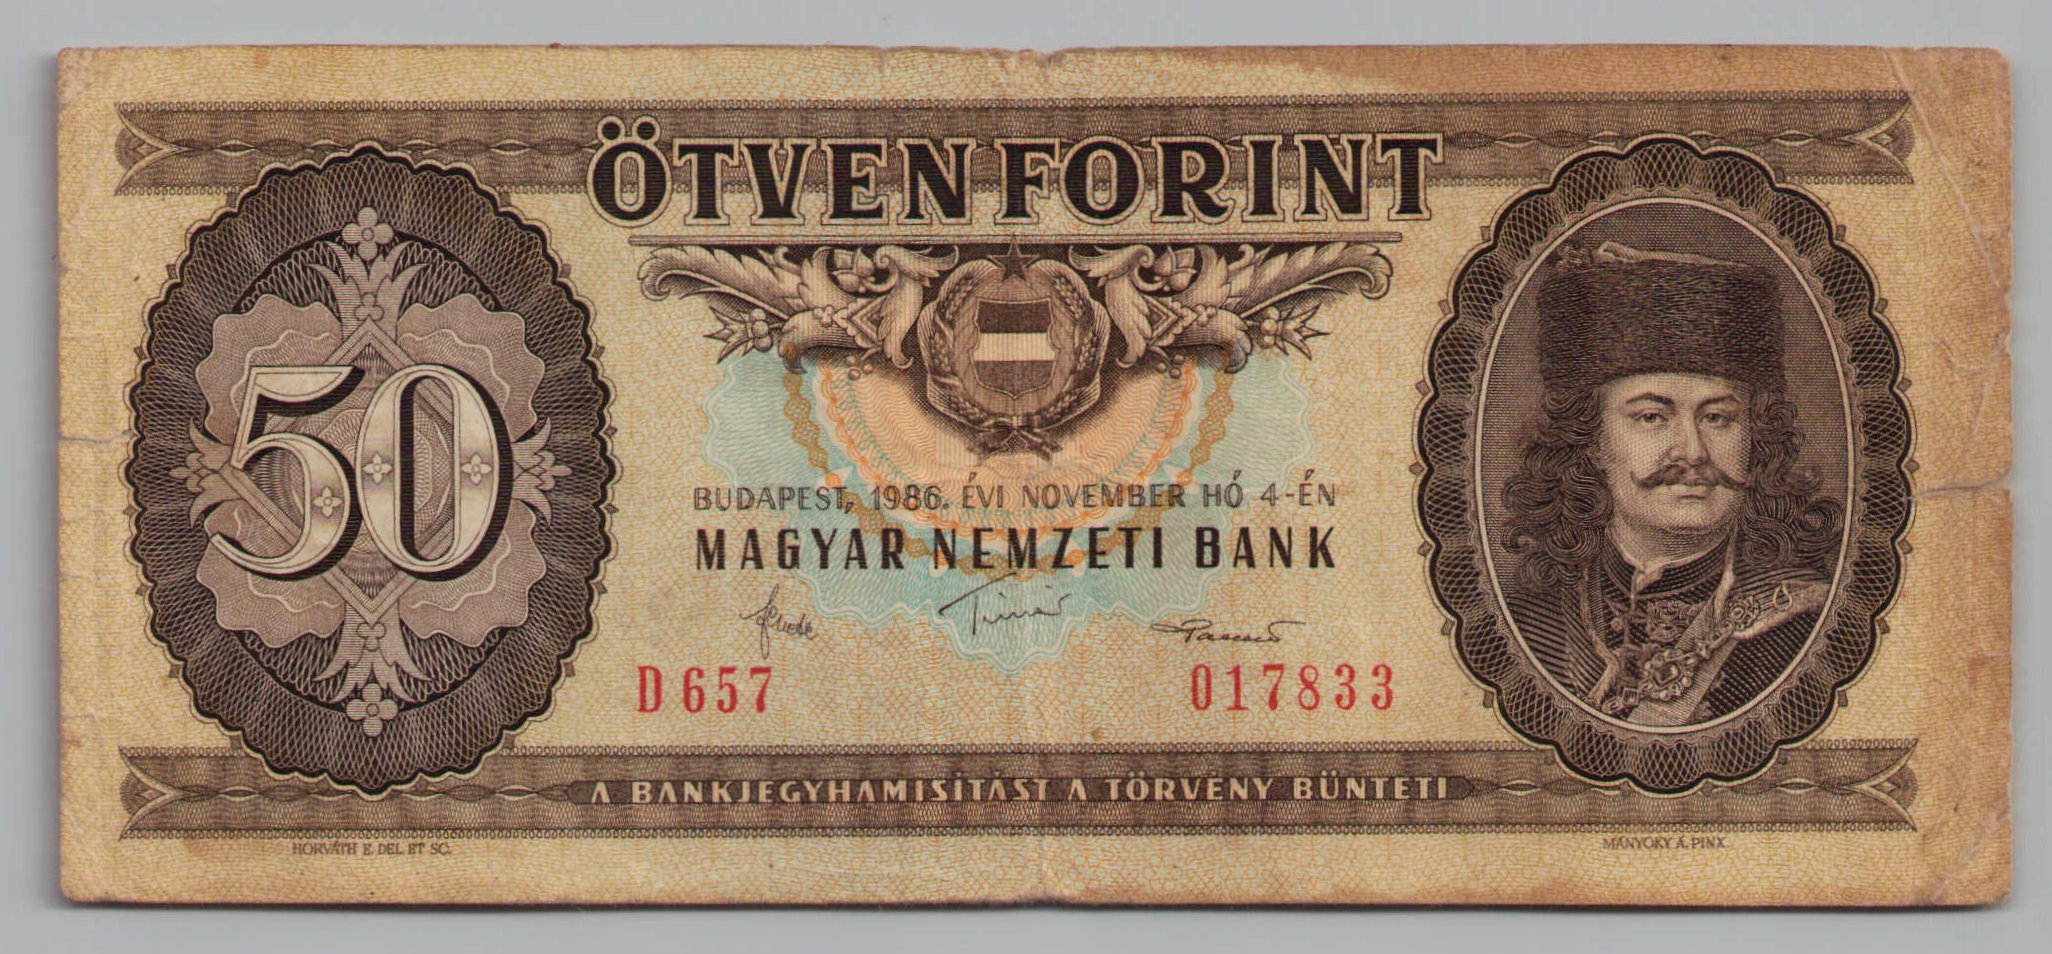 ÖTVEN FORINT
50
BUDAPEST, 1986. ÉVI NOVEMBER HÓ 4-ÉN
MAGYAR NEMZETI BANK
D 657 017833
A BANKJEGYHAMISÍTÁST A TÖRVÉNY BÜNTETI
HORVÁTH E. DEL. ET SC. MÁNYOKY Á. PINX.